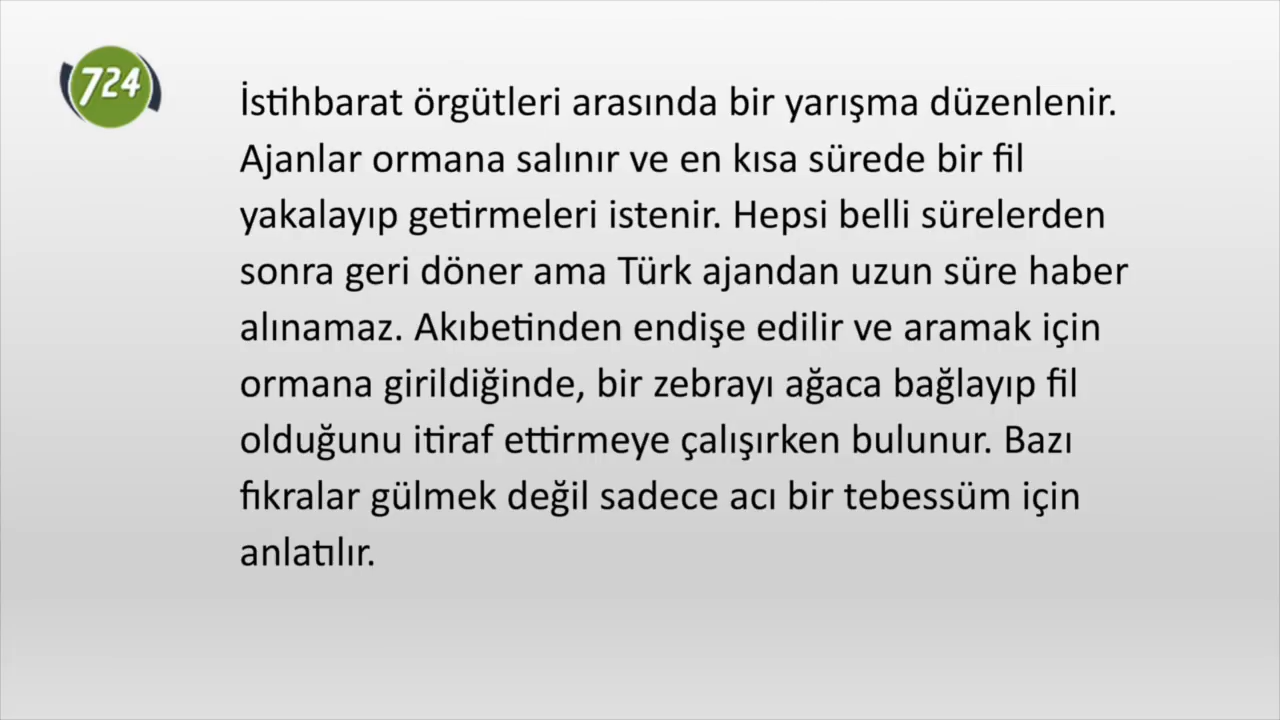 724
İstihbarat örgütleri arasında bir yarışma düzenlenir.
Ajanlar ormana salınır ve en kısa sürede bir fil
yakalayıp getirmeleri istenir. Hepsi belli sürelerden
sonra geri döner ama Türk ajandan uzun süre haber
alınamaz. Akıbetinden endişe edilir ve aramak için
ormana girildiğinde, bir zebrayı ağaca bağlayıp fil
olduğunu itiraf ettirmeye çalışırken bulunur. Bazı
fıkralar gülmek değil sadece acı bir tebessüm için
anlatılır.